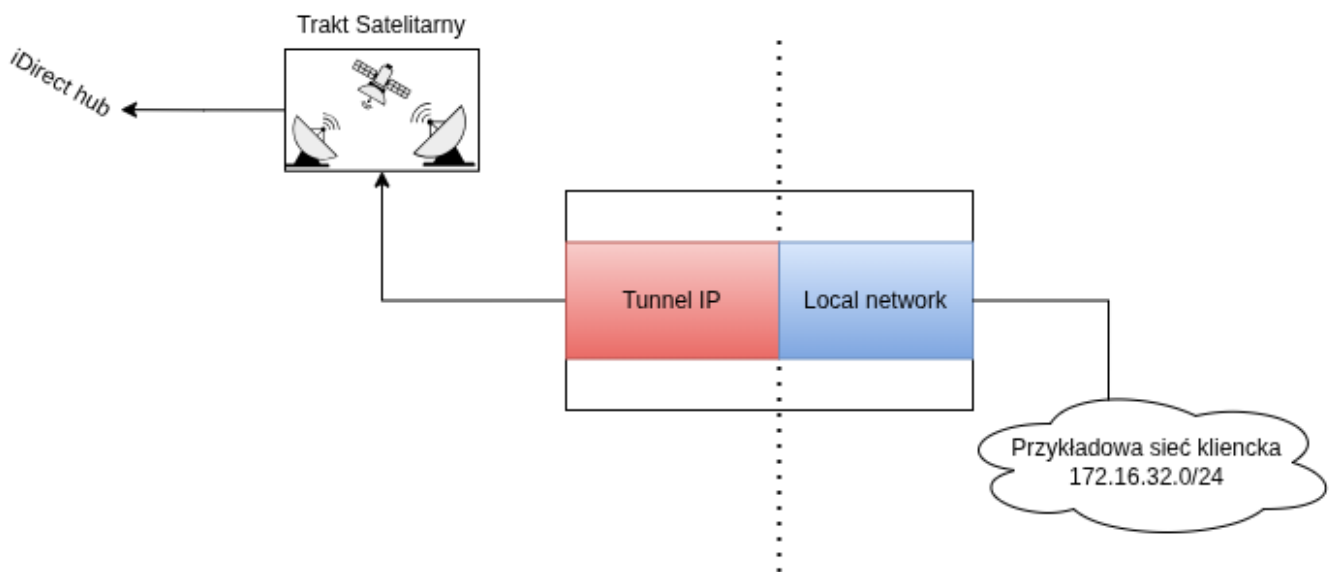 Trakt Satelitarny
iDirect hub
Tunnel IP
Local network
Przykładowa sieć kliencka
172.16.32.0/24